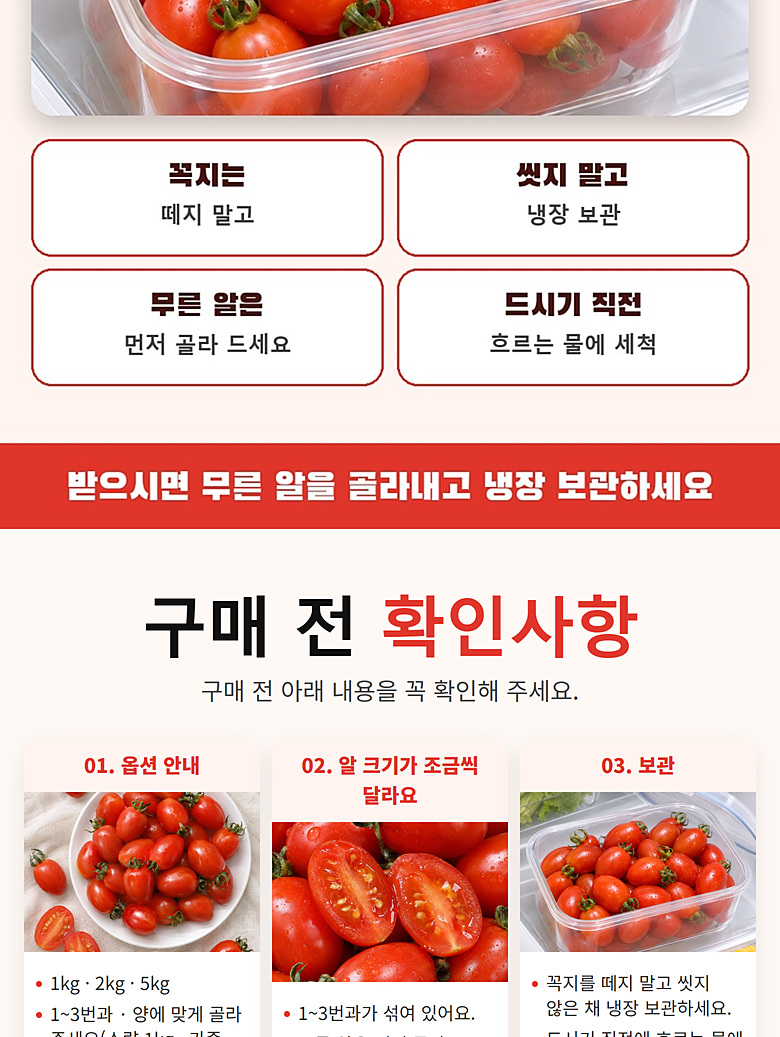 꼭지는
떼지 말고
씻지 말고
냉장 보관
무른 알은
먼저 골라 드세요
드시기 직전
흐르는 물에 세척
받으시면 무른 알을 골라내고 냉장 보관하세요
구매 전 확인사항
구매 전 아래 내용을 꼭 확인해 주세요.
01. 옵션 안내
1kg · 2kg · 5kg
1~3번과 · 양에 맞게 골라
02. 알 크기가 조금씩
달라요
1~3번과가 섞여 있어요.
03. 보관
꼭지를 떼지 말고 씻지
않은 채 냉장 보관하세요.